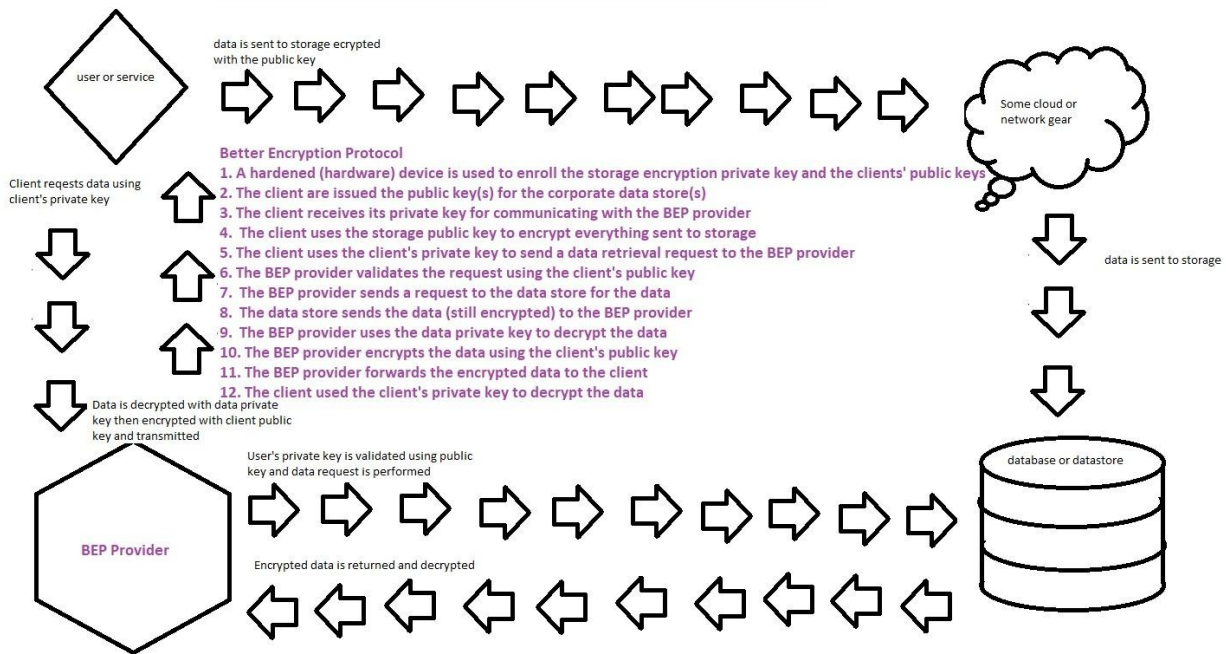 data is sent to storage ecrypted
with the public key
user or service
Some cloud or
network gear
Better Encryption Protocol
1. A hardened (hardware) device is used to enroll the storage encryption private key and the clients' public keys
2. The client are issued the public key(s) for the corporate data store(s)
3. The client receives its private key for communicating with the BEP provider
4. The client uses the storage public key to encrypt everything sent to storage
5. The client uses the client's private key to send a data retrieval request to the BEP provider
6. The BEP provider validates the request using the client's public key
7. The BEP provider sends a request to the data store for the data
8. The data store sends the data (still encrypted) to the BEP provider
9. The BEP provider uses the data private key to decrypt the data
10. The BEP provider encrypts the data using the client's public key
11. The BEP provider forwards the encrypted data to the client
12. The client used the client's private key to decrypt the data
Client reqests data using
client's private key
data is sent to storage
Data is decrypted with data private
key then encrypted with client public
key and transmitted
User's private key is validated using public
key and data request is performed
database or datastore
BEP Provider
Encrypted data is returned and decrypted